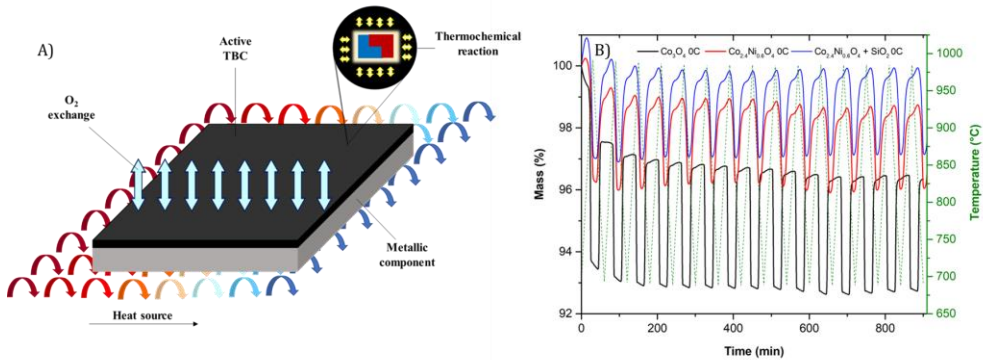 A)
Active
TBC
Thermochemical
reaction
O₂
exchange
Metallic
component
Heat source
B)
Co₃O₄ 0C
Co₂.₄Ni₀.₆O₄ 0C
Co₂.₄Ni₀.₆O₄ + SiO₂ 0C
100
98
96
94
92
Mass (%)
0
200
400
600
800
Time (min)
1000
950
900
850
800
750
700
650
Temperature (°C)